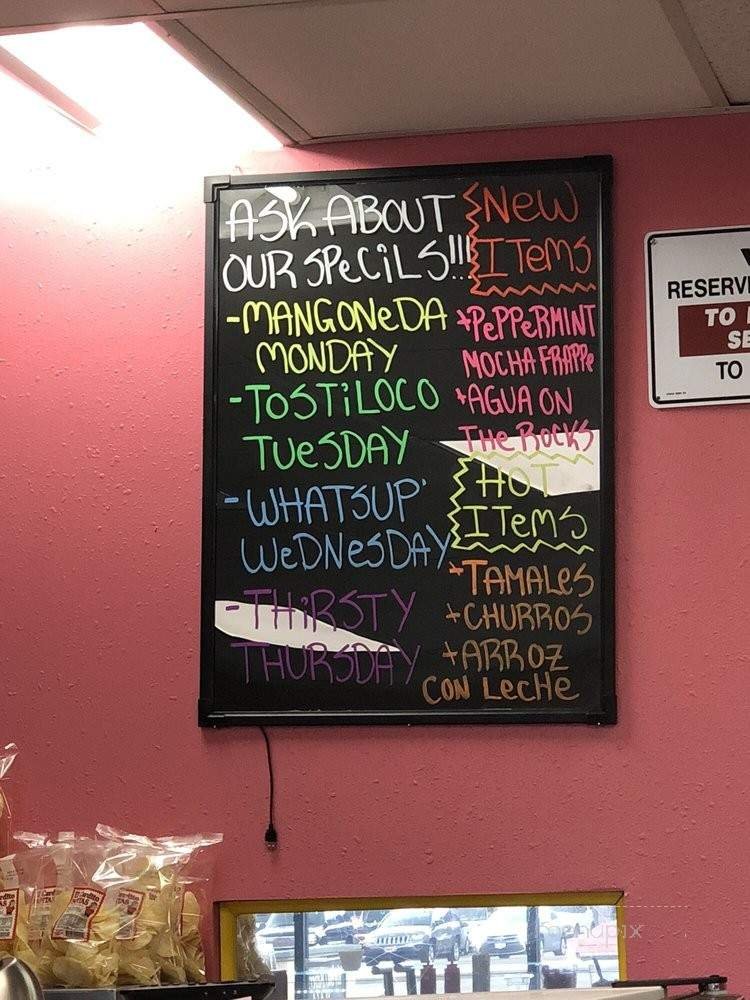 ASK ABOUT
OUR SPeCiLS!!!
-MANGONeDA
MONDAY
-TOSTiLOCO
TUeSDAY
-WHATSUP'
WeDNeSDAY
-THiRSTY
THURSDAY
NeW
ITemS
+PePPeRMINT
MOCHA FRAPPe
+AGUA ON
THe ROCKS
HOT
ITemS
-TAMALeS
+CHURROS
+ARROZ
CON LeCHe
RESERV
TO
SE
TO
menupix